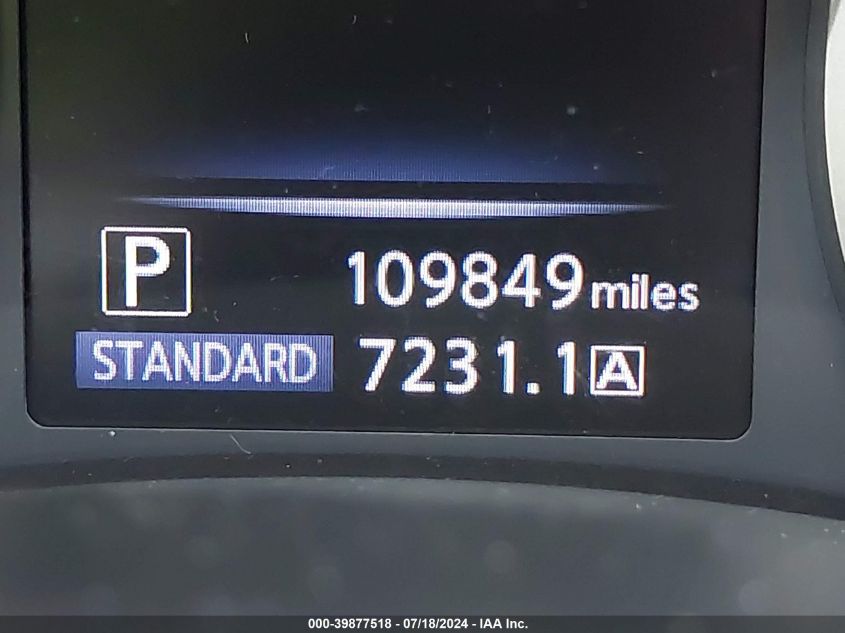 P 109849 miles
STANDARD 7231.1 A
000-39877518 - 07/18/2024 - IAA Inc.